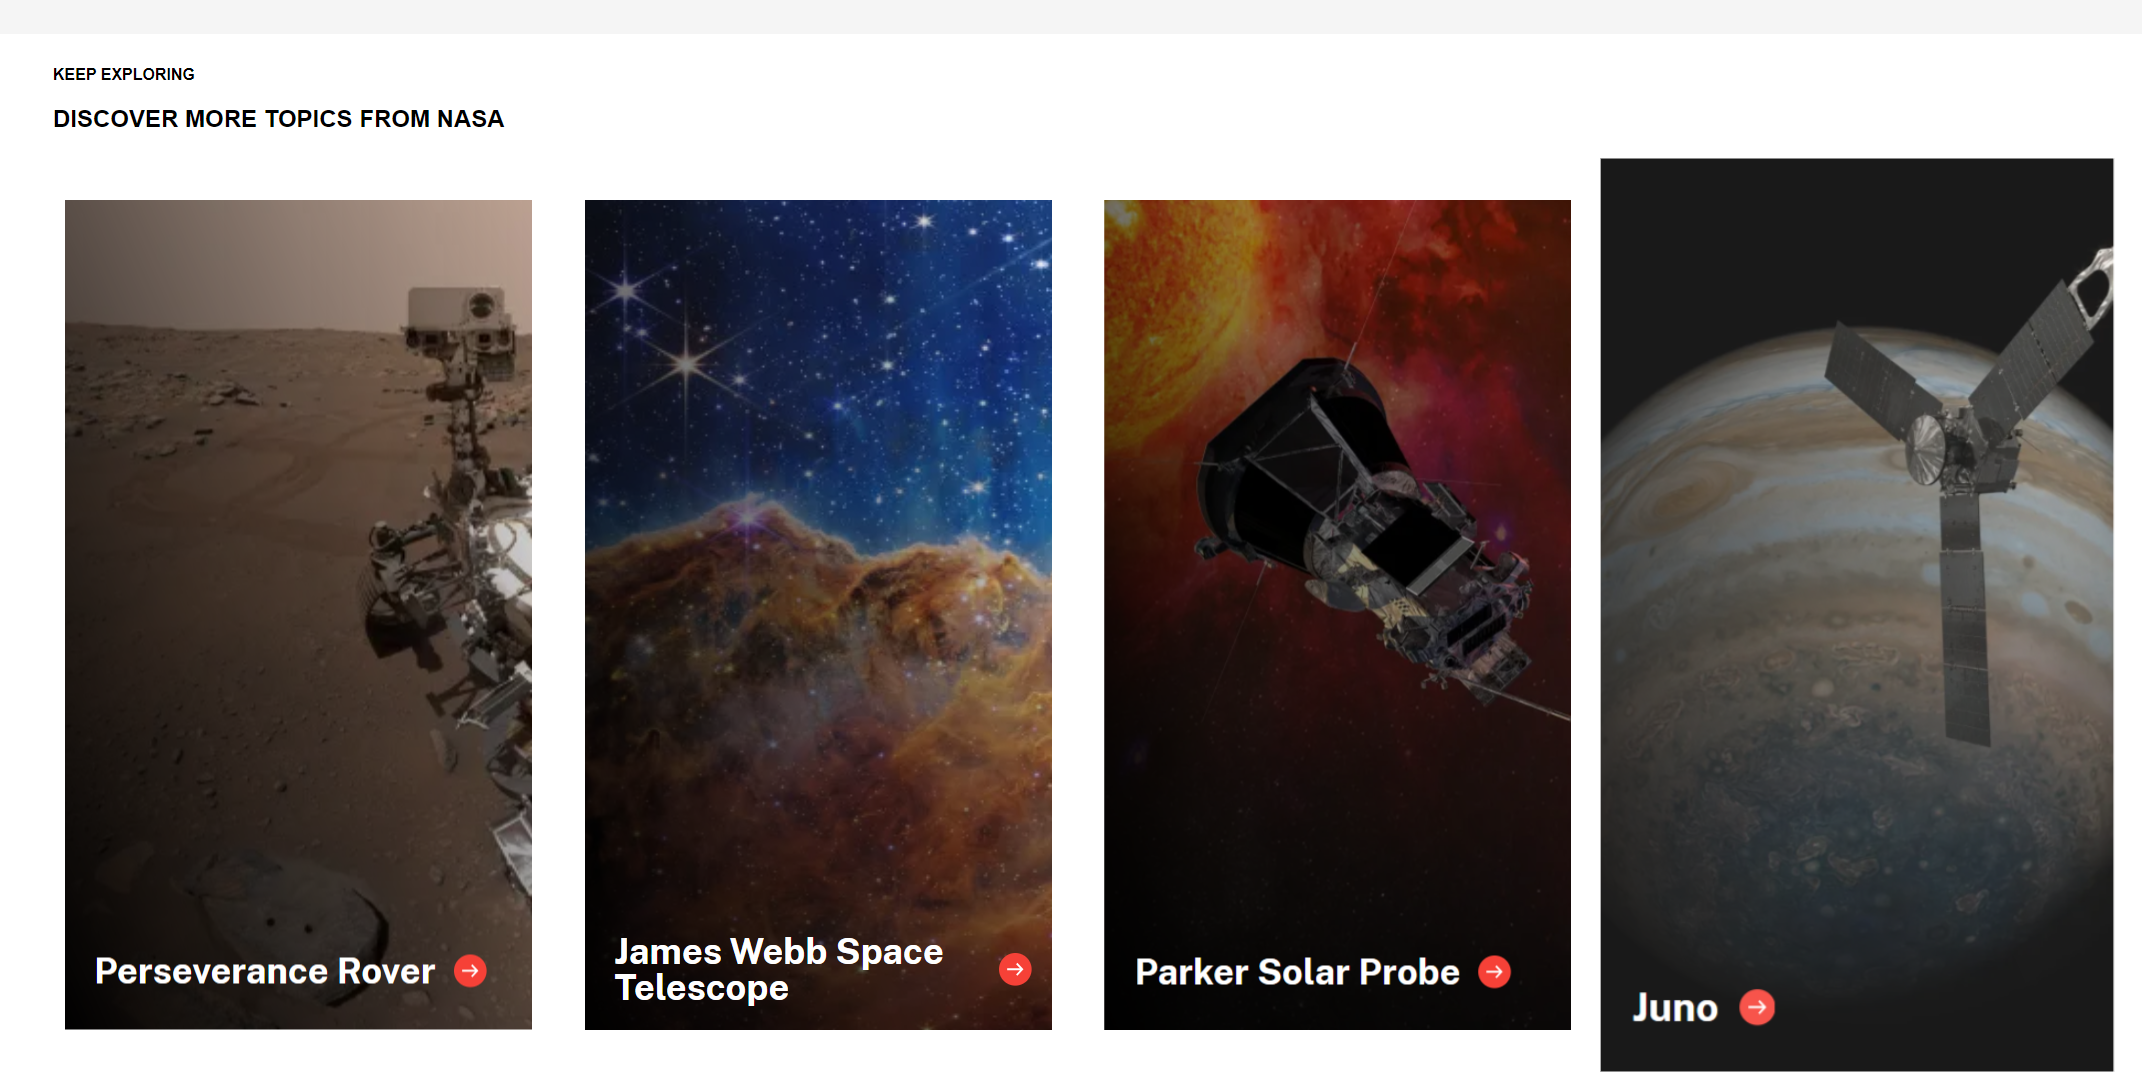 KEEP EXPLORING
DISCOVER MORE TOPICS FROM NASA
Perseverance Rover
James Webb Space
Telescope
Parker Solar Probe
Juno